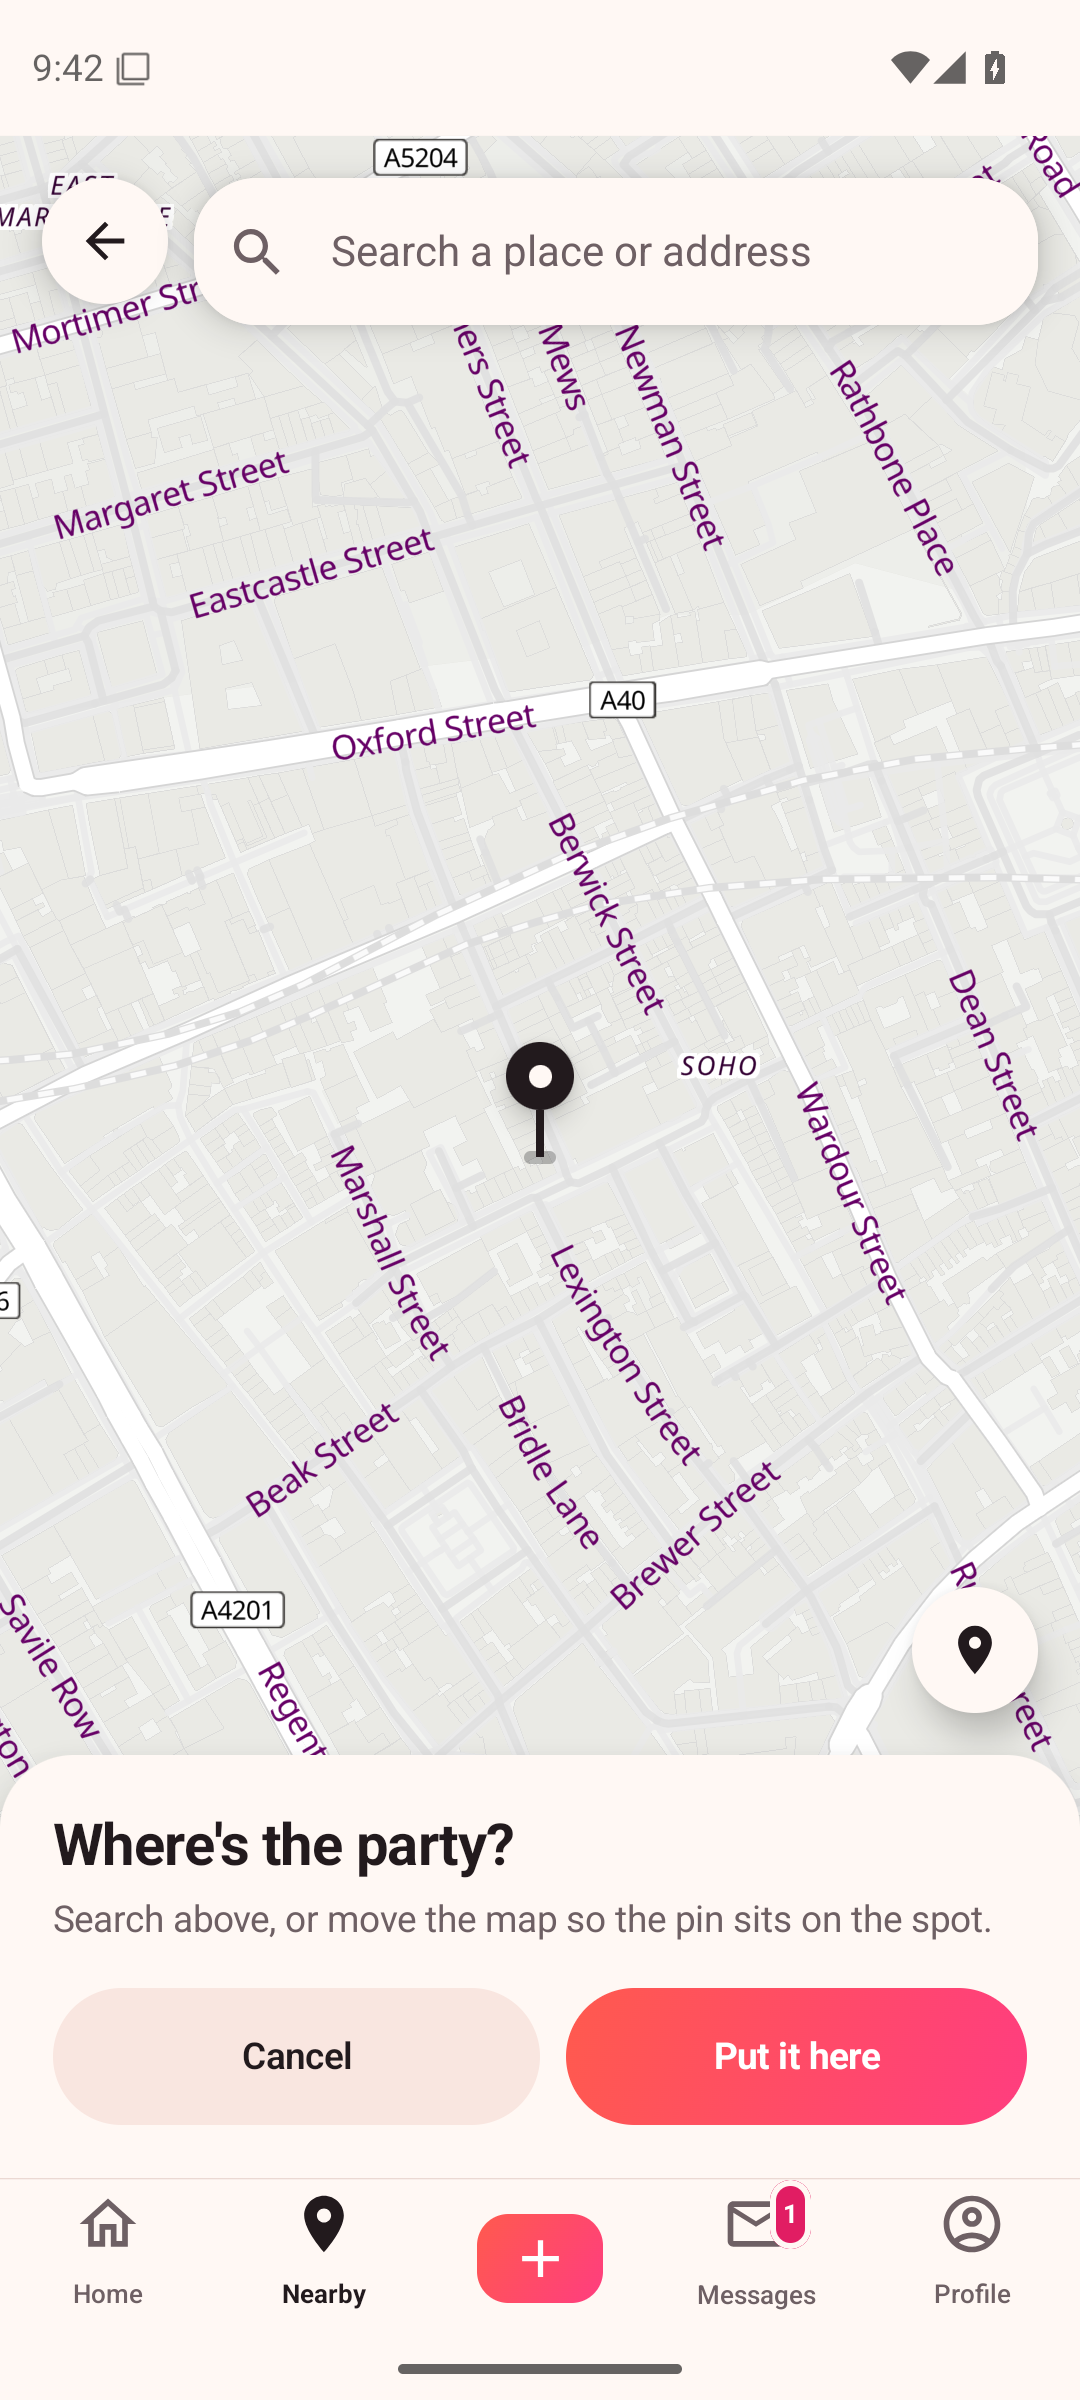 9:42
A5204
EAST
Road
Search a place or address
Mortimer Str
Mews
Newman Street
Rathbone Place
Margaret Street
Eastcastle Street
A40
Oxford Street
Berwick Street
Dean Street
SOHO
Wardour Street
Marshall Street
Lexington Street
6
Beak Street
Bridle Lane
Brewer Street
A4201
Savile Row
Regent
Where's the party?
Search above, or move the map so the pin sits on the spot.
Cancel
Put it here
1
Home
Nearby
Messages
Profile